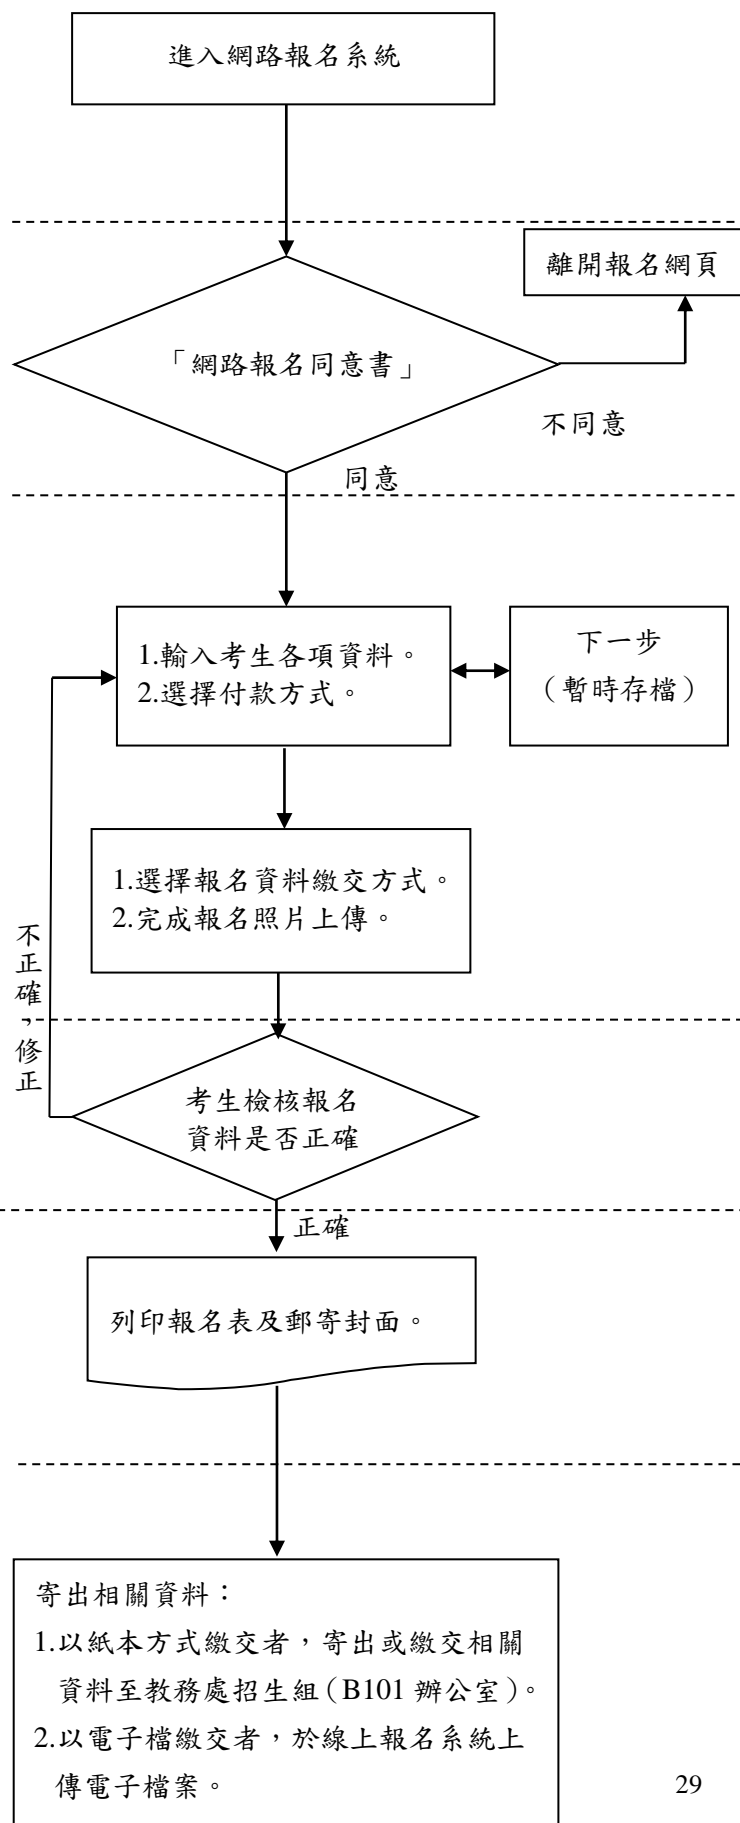 進入網路報名系統
離開報名網頁
「網路報名同意書」
不同意
同意
1.輸入考生各項資料。
2.選擇付款方式。
下一步
（暫時存檔）
1.選擇報名資料繳交方式。
2.完成報名照片上傳。
不正確，修正
考生檢核報名
資料是否正確
正確
列印報名表及郵寄封面。
寄出相關資料：
1.以紙本方式繳交者，寄出或繳交相關
資料至教務處招生組（B101 辦公室）。
2.以電子檔繳交者，於線上報名系統上
傳電子檔案。
29